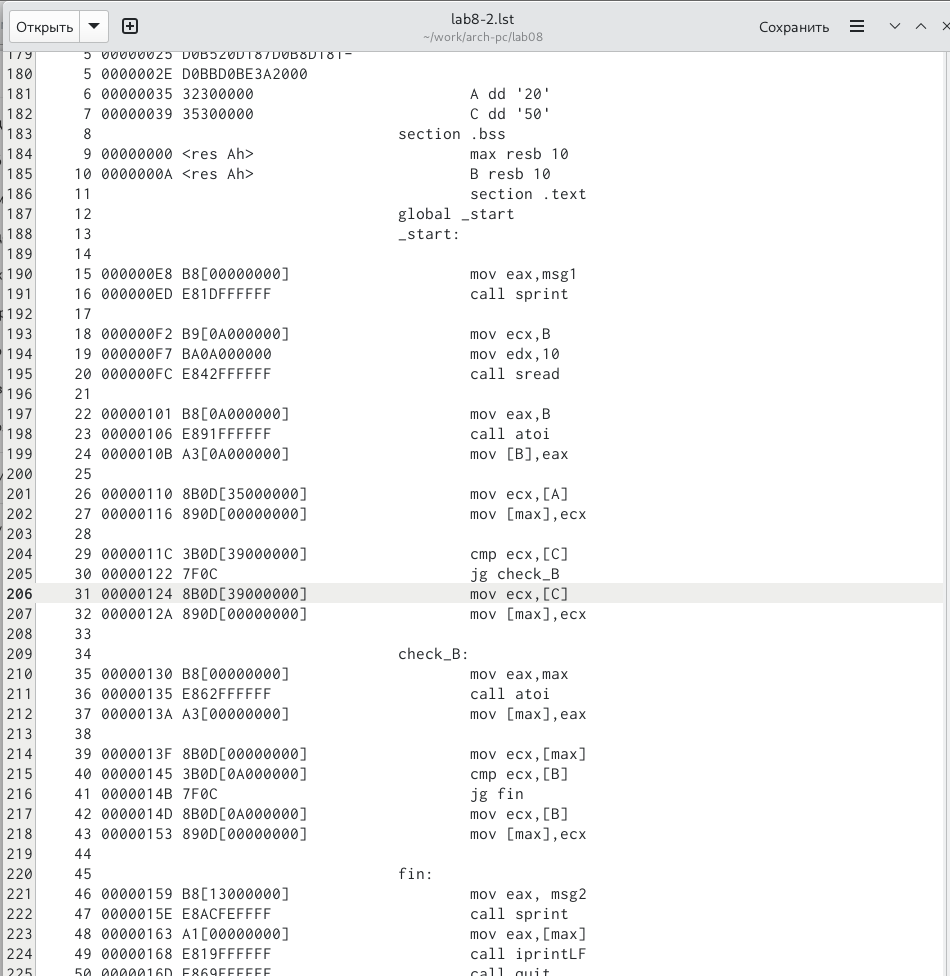 Открыть
lab8-2.lst
~/work/arch-pc/lab08
Сохранить
179 5 00000025 D0B520D187D0B8D181-
180 5 0000002E D0BBD0BE3A2000
181 6 00000035 32300000 A dd '20'
182 7 00000039 35300000 C dd '50'
183 8 section .bss
184 9 00000000 <res Ah> max resb 10
185 10 0000000A <res Ah> B resb 10
186 11 section .text
187 12 global _start
188 13 _start:
189 14
190 15 000000E8 B8[00000000] mov eax,msg1
191 16 000000ED E81DFFFFFF call sprint
192 17
193 18 000000F2 B9[0A000000] mov ecx,B
194 19 000000F7 BA0A000000 mov edx,10
195 20 000000FC E842FFFFFF call sread
196 21
197 22 00000101 B8[0A000000] mov eax,B
198 23 00000106 E891FFFFFF call atoi
199 24 0000010B A3[0A000000] mov [B],eax
200 25
201 26 00000110 8B0D[35000000] mov ecx,[A]
202 27 00000116 890D[00000000] mov [max],ecx
203 28
204 29 0000011C 3B0D[39000000] cmp ecx,[C]
205 30 00000122 7F0C jg check_B
206 31 00000124 8B0D[39000000] mov ecx,[C]
207 32 0000012A 890D[00000000] mov [max],ecx
208 33
209 34 check_B:
210 35 00000130 B8[00000000] mov eax,max
211 36 00000135 E862FFFFFF call atoi
212 37 0000013A A3[00000000] mov [max],eax
213 38
214 39 0000013F 8B0D[00000000] mov ecx,[max]
215 40 00000145 3B0D[0A000000] cmp ecx,[B]
216 41 0000014B 7F0C jg fin
217 42 0000014D 8B0D[0A000000] mov ecx,[B]
218 43 00000153 890D[00000000] mov [max],ecx
219 44
220 45 fin:
221 46 00000159 B8[13000000] mov eax, msg2
222 47 0000015E E8ACFEFFFF call sprint
223 48 00000163 A1[00000000] mov eax,[max]
224 49 00000168 E819FFFFFF call iprintLF
225 50 0000016D E869FFFFFF call quit